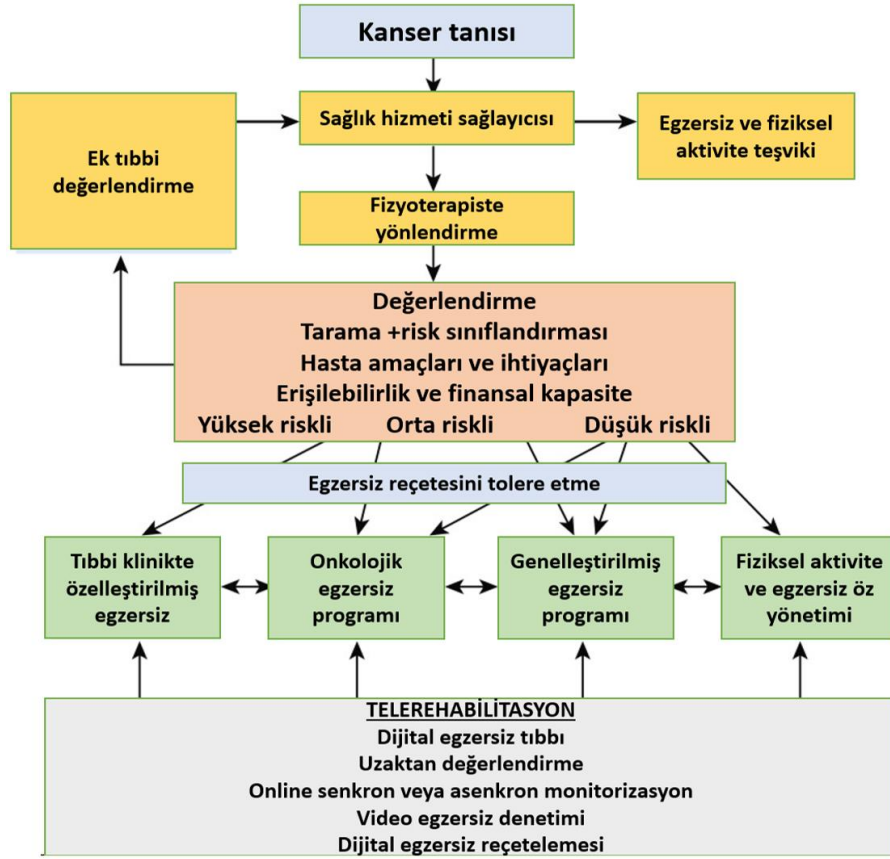 Kanser tanısı
Sağlık hizmeti sağlayıcısı
Egzersiz ve fiziksel
aktivite teşviki
Ek tıbbi
değerlendirme
Fizyoterapiste
yönlendirme
Değerlendirme
Tarama +risk sınıflandırması
Hasta amaçları ve ihtiyaçları
Erişilebilirlik ve finansal kapasite
Yüksek riskli Orta riskli Düşük riskli
Egzersiz reçetesini tolere etme
Tıbbi klinikte
özelleştirilmiş
egzersiz
Onkolojik
egzersiz
programı
Genelleştirilmiş
egzersiz
programı
Fiziksel aktivite
ve egzersiz öz
yönetimi
TELEREHABİLİTASYON
Dijital egzersiz tıbbı
Uzaktan değerlendirme
Online senkron veya asenkron monitorizasyon
Video egzersiz denetimi
Dijital egzersiz reçetelemesi